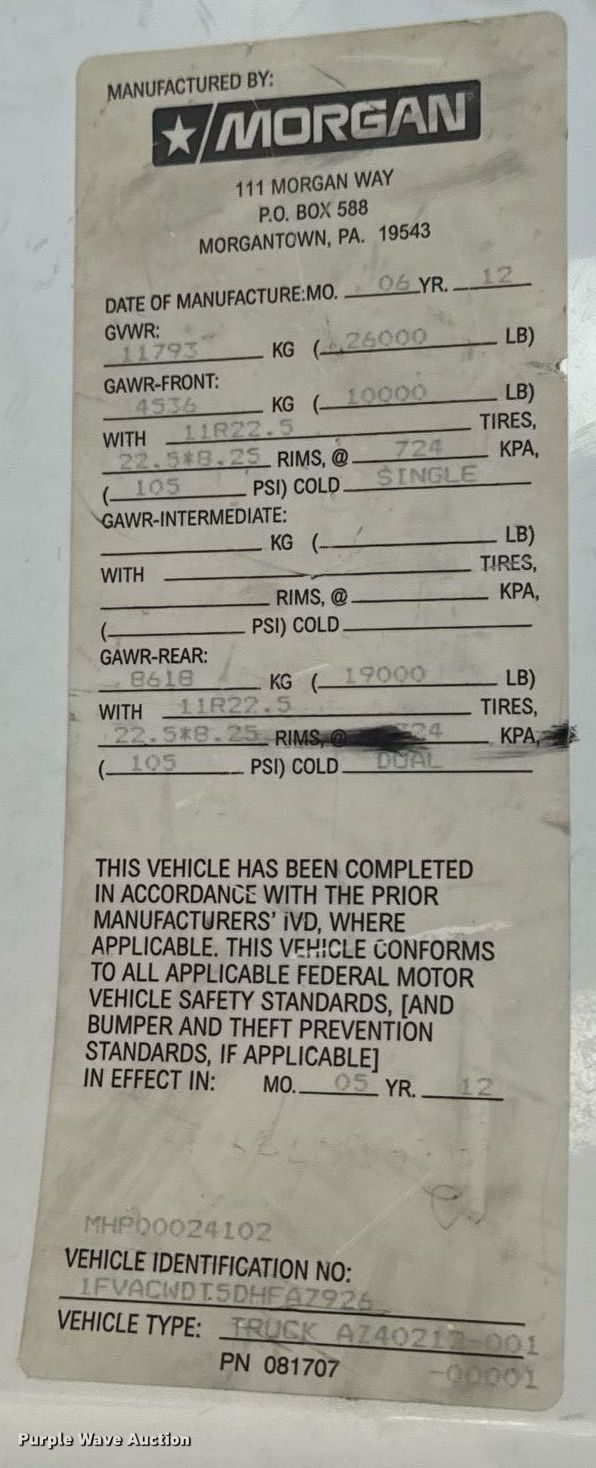 MANUFACTURED BY:
MORGAN
111 MORGAN WAY
P.O. BOX 588
MORGANTOWN, PA. 19543
DATE OF MANUFACTURE:MO. 06 YR. 12
GVWR:
11793 KG ( 26000 LB)
GAWR-FRONT:
4536 KG ( 10000 LB)
WITH 11R22.5 TIRES,
22.5*8.25 RIMS, @ 724 KPA,
( 105 PSI) COLD SINGLE
GAWR-INTERMEDIATE:
KG ( LB)
WITH TIRES,
RIMS, @ KPA,
( PSI) COLD
GAWR-REAR:
8618 KG ( 19000 LB)
WITH 11R22.5 TIRES,
22.5*8.25 RIMS, @ KPA,
( 105 PSI) COLD DUAL
THIS VEHICLE HAS BEEN COMPLETED
IN ACCORDANCE WITH THE PRIOR
MANUFACTURERS' IVD, WHERE
APPLICABLE. THIS VEHICLE CONFORMS
TO ALL APPLICABLE FEDERAL MOTOR
VEHICLE SAFETY STANDARDS, [AND
BUMPER AND THEFT PREVENTION
STANDARDS, IF APPLICABLE]
IN EFFECT IN: MO. 05 YR. 12
MHP00024102
VEHICLE IDENTIFICATION NO:
1FVACWDT5DHFA7926
VEHICLE TYPE: TRUCK AZ40212-001
PN 081707 -00001
Purple Wave Auction